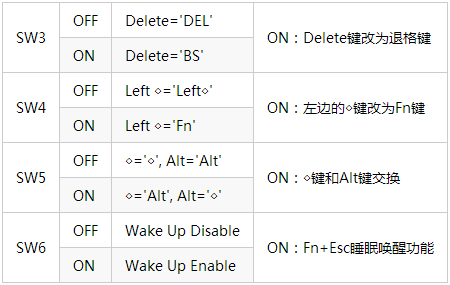 SW3 OFF Delete='DEL' ON：Delete键改为退格键
ON Delete='BS'
SW4 OFF Left ◇='Left◇' ON：左边的◇键改为Fn键
ON Left ◇='Fn'
SW5 OFF ◇='◇', Alt='Alt' ON：◇键和Alt键交换
ON ◇='Alt', Alt='◇'
SW6 OFF Wake Up Disable ON：Fn+Esc睡眠唤醒功能
ON Wake Up Enable